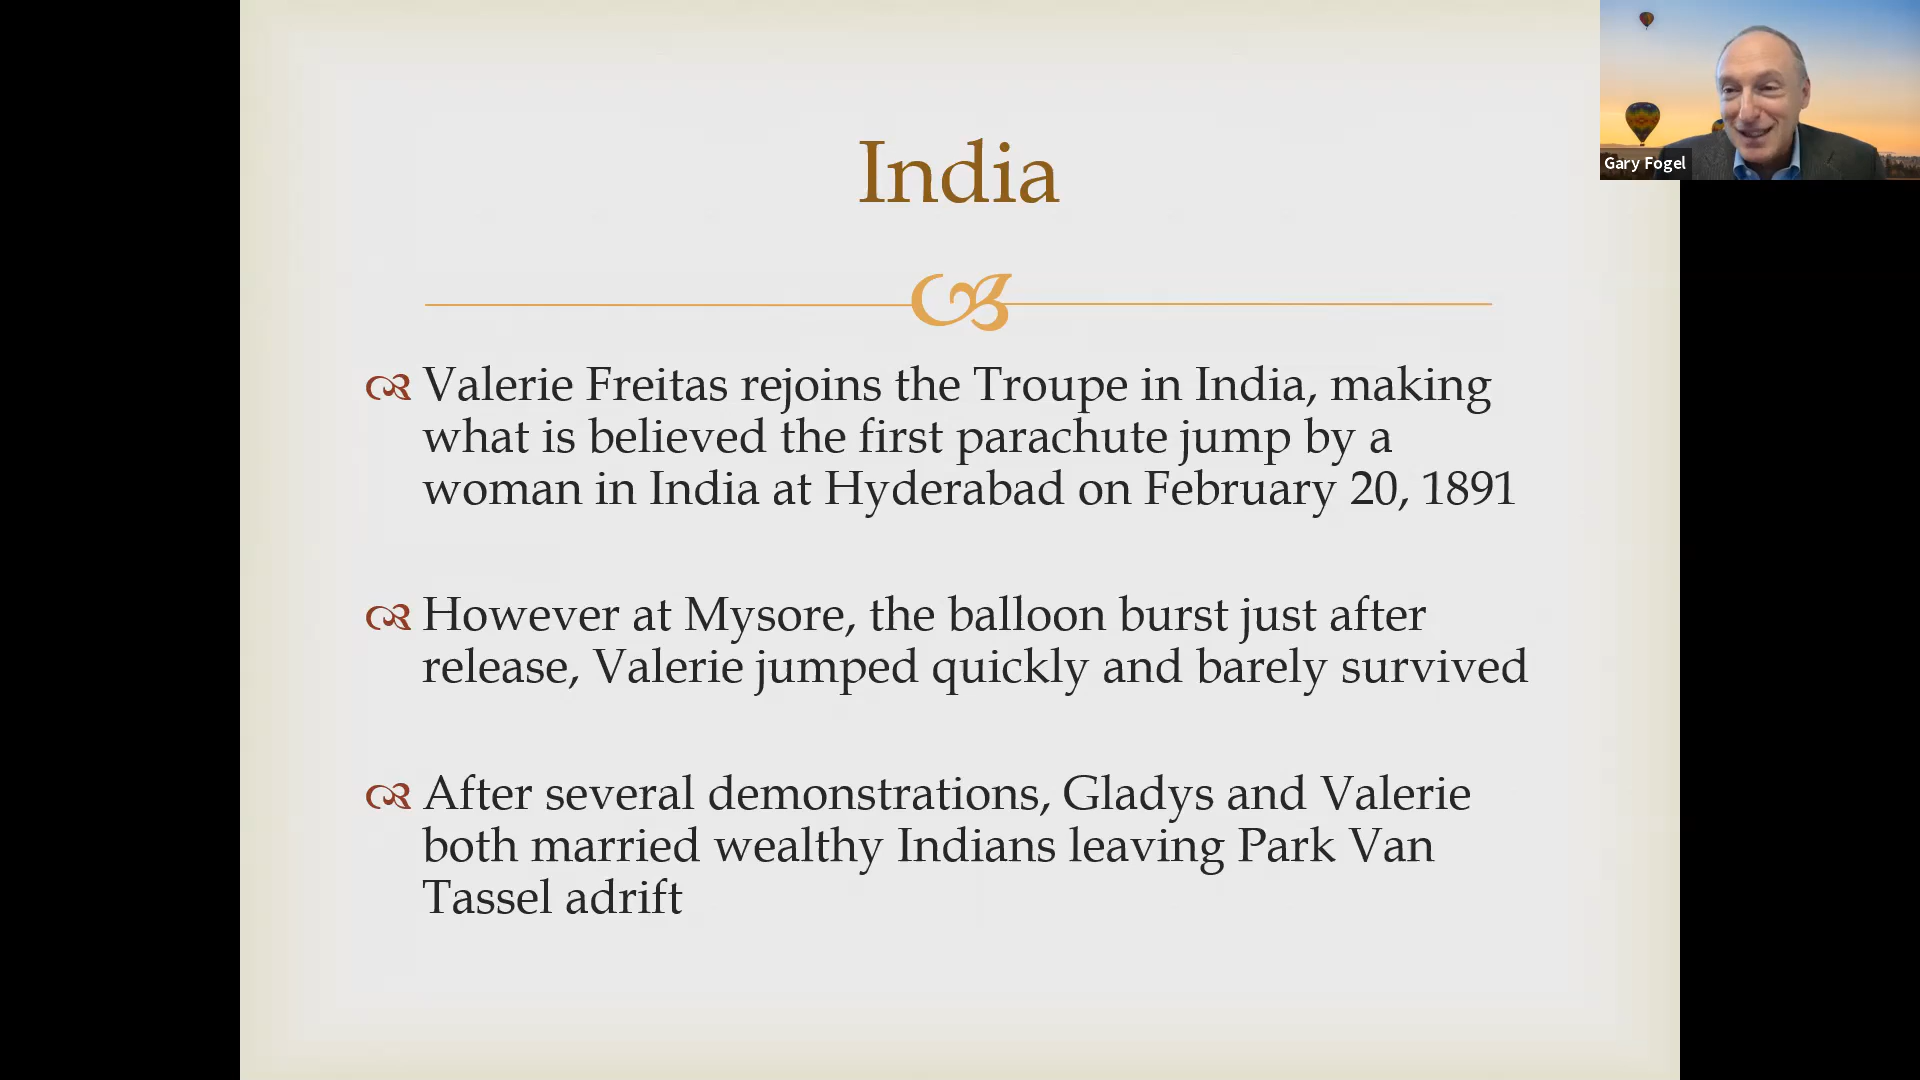 India
Valerie Freitas rejoins the Troupe in India, making
what is believed the first parachute jump by a
woman in India at Hyderabad on February 20, 1891
However at Mysore, the balloon burst just after
release, Valerie jumped quickly and barely survived
After several demonstrations, Gladys and Valerie
both married wealthy Indians leaving Park Van
Tassel adrift
Gary Fogel